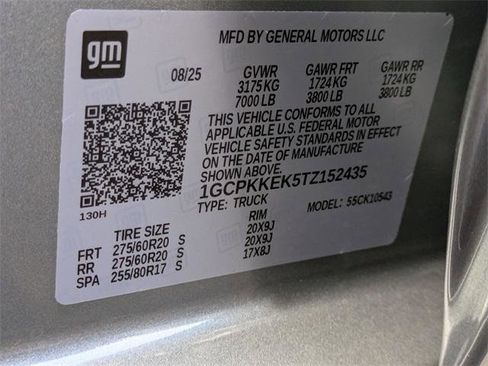 gm
MFD BY GENERAL MOTORS LLC
08/25 GVWR GAWR FRT GAWR RR
3175 KG 1724 KG 1724 KG
7000 LB 3800 LB 3800 LB
THIS VEHICLE CONFORMS TO ALL
APPLICABLE U.S. FEDERAL MOTOR
VEHICLE SAFETY STANDARDS IN EFFECT
ON THE DATE OF MANUFACTURE
SHOWN ABOVE.
1GCPKKEK5TZ152435
130H
TYPE: TRUCK MODEL: 55CK10543
TIRE SIZE RIM
FRT 275/60R20 S 20X9J
RR 275/60R20 S 20X9J
SPA 255/80R17 S 17X8J